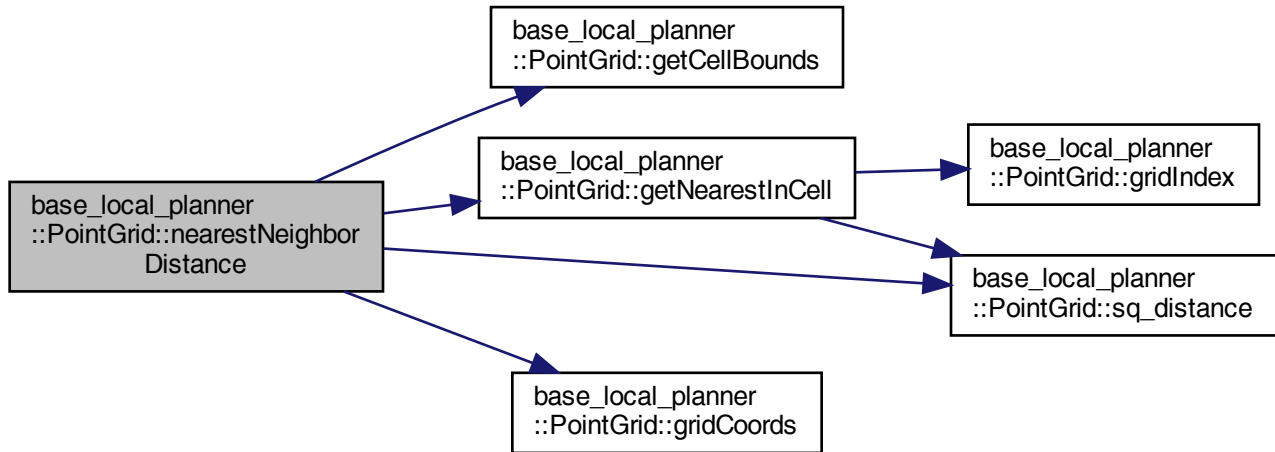 base_local_planner
::PointGrid::getCellBounds
base_local_planner
::PointGrid::nearestNeighbor
Distance
base_local_planner
::PointGrid::getNearestInCell
base_local_planner
::PointGrid::gridIndex
base_local_planner
::PointGrid::sq_distance
base_local_planner
::PointGrid::gridCoords